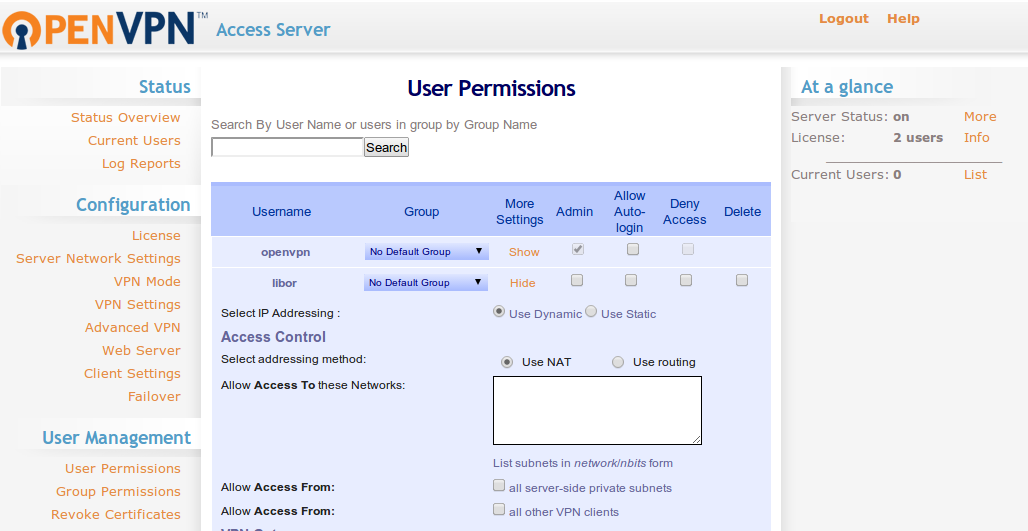 OPENVPN™ Access Server
Logout Help
Status
Status Overview
Current Users
Log Reports
Configuration
License
Server Network Settings
VPN Mode
VPN Settings
Advanced VPN
Web Server
Client Settings
Failover
User Management
User Permissions
Group Permissions
Revoke Certificates
User Permissions
Search By User Name or users in group by Group Name
Search
Username Group More Settings Admin Allow Auto-login Deny Access Delete
openvpn No Default Group Show
libor No Default Group Hide
Select IP Addressing : Use Dynamic Use Static
Access Control
Select addressing method: Use NAT Use routing
Allow Access To these Networks:
List subnets in network/nbits form
Allow Access From: all server-side private subnets
Allow Access From: all other VPN clients
At a glance
Server Status: on More
License: 2 users Info
Current Users: 0 List